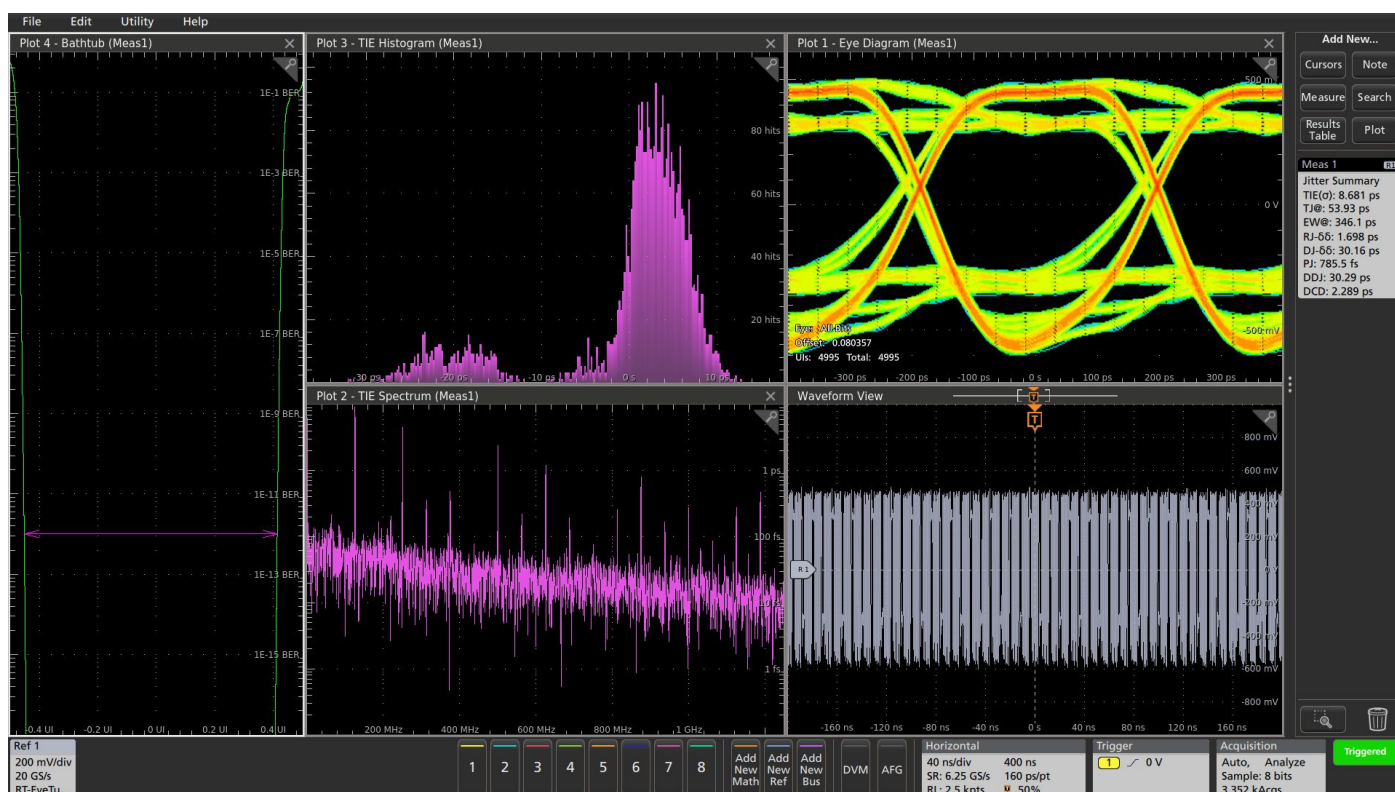 File Edit Utility Help
Plot 4 - Bathtub (Meas1)
1E-1 BER
1E-3 BER
1E-5 BER
1E-7 BER
1E-9 BER
1E-11 BER
1E-13 BER
1E-15 BER
-0.4 UI -0.2 UI 0 UI 0.2 UI 0.4 UI
Plot 3 - TIE Histogram (Meas1)
80 hits
60 hits
40 hits
20 hits
-30 ps -20 ps -10 ps 0 s 10 ps
Plot 1 - Eye Diagram (Meas1)
500 mV
0 V
-500 mV
Eye: All Bits
Offset: 0.080357
UIs: 4995 Total: 4995
-300 ps -200 ps -100 ps 0 s 100 ps 200 ps 300 ps
Plot 2 - TIE Spectrum (Meas1)
1 ps
100 fs
10 fs
1 fs
200 MHz 400 MHz 600 MHz 800 MHz 1 GHz
Waveform View
T
T
800 mV
600 mV
400 mV
200 mV
0 V
-200 mV
-400 mV
-600 mV
-800 mV
R 1
-160 ns -120 ns -80 ns -40 ns 0 s 40 ns 80 ns 120 ns 160 ns
Add New...
Cursors Note
Measure Search
Results Table Plot
Meas 1 R1
Jitter Summary
TIE(σ): 8.681 ps
TJ@: 53.93 ps
EW@: 346.1 ps
RJ-δδ: 1.698 ps
DJ-δδ: 30.16 ps
PJ: 785.5 fs
DDJ: 30.29 ps
DCD: 2.289 ps
Ref 1
200 mV/div
20 GS/s
RT-EyeTu
1 2 3 4 5 6 7 8
Add New Math
Add New Ref
Add New Bus
DVM AFG
Horizontal
40 ns/div 400 ns
SR: 6.25 GS/s 160 ps/pt
RL: 2.5 kpts 50%
Trigger
1 0 V
Acquisition
Auto, Analyze
Sample: 8 bits
3.352 kAcqs
Triggered